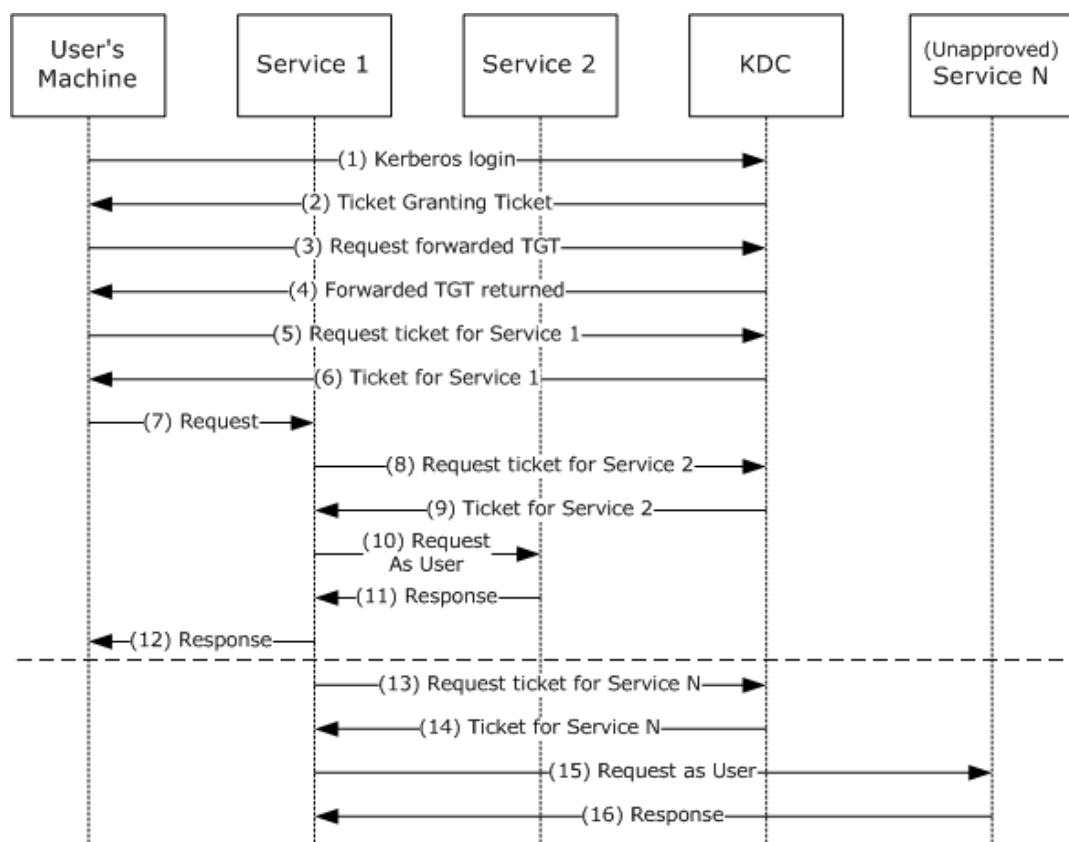 User's
Machine
Service 1
Service 2
KDC
(Unapproved)
Service N
(1) Kerberos login
(2) Ticket Granting Ticket
(3) Request forwarded TGT
(4) Forwarded TGT returned
(5) Request ticket for Service 1
(6) Ticket for Service 1
(7) Request
(8) Request ticket for Service 2
(9) Ticket for Service 2
(10) Request
As User
(11) Response
(12) Response
(13) Request ticket for Service N
(14) Ticket for Service N
(15) Request as User
(16) Response